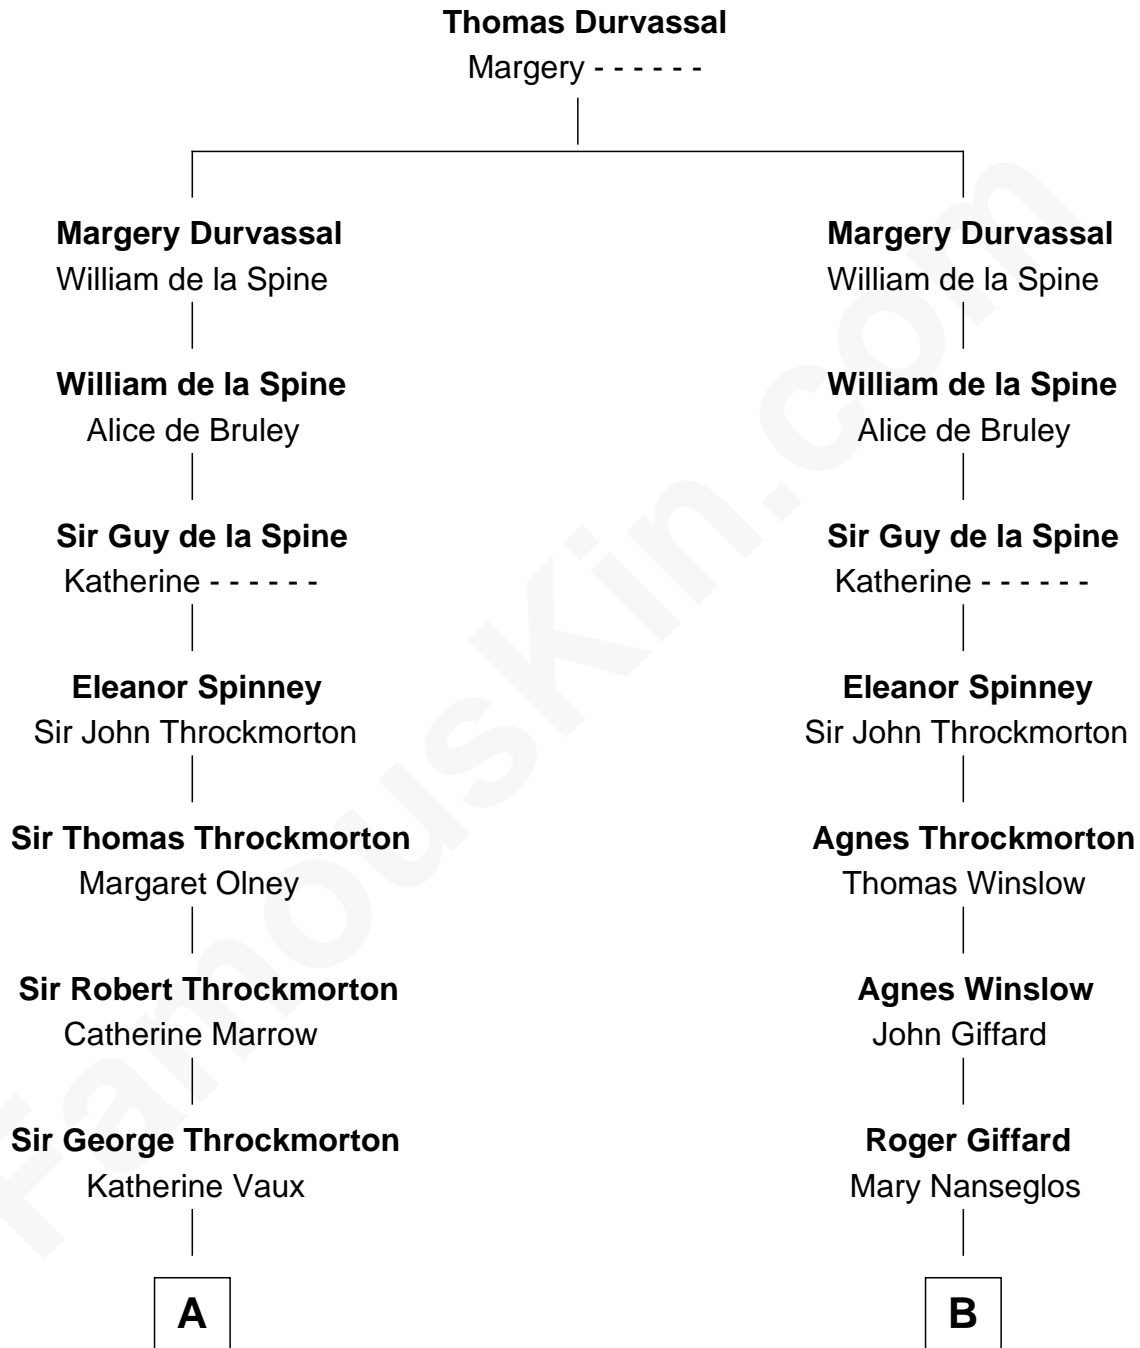 Thomas Durvassal
Margery - - - - - -
Margery Durvassal
William de la Spine
William de la Spine
Alice de Bruley
Sir Guy de la Spine
Katherine - - - - - -
Eleanor Spinney
Sir John Throckmorton
Sir Thomas Throckmorton
Margaret Olney
Sir Robert Throckmorton
Catherine Marrow
Sir George Throckmorton
Katherine Vaux
A
Margery Durvassal
William de la Spine
William de la Spine
Alice de Bruley
Sir Guy de la Spine
Katherine - - - - - -
Eleanor Spinney
Sir John Throckmorton
Agnes Throckmorton
Thomas Winslow
Agnes Winslow
John Giffard
Roger Giffard
Mary Nanseglos
B
FamousKin.com